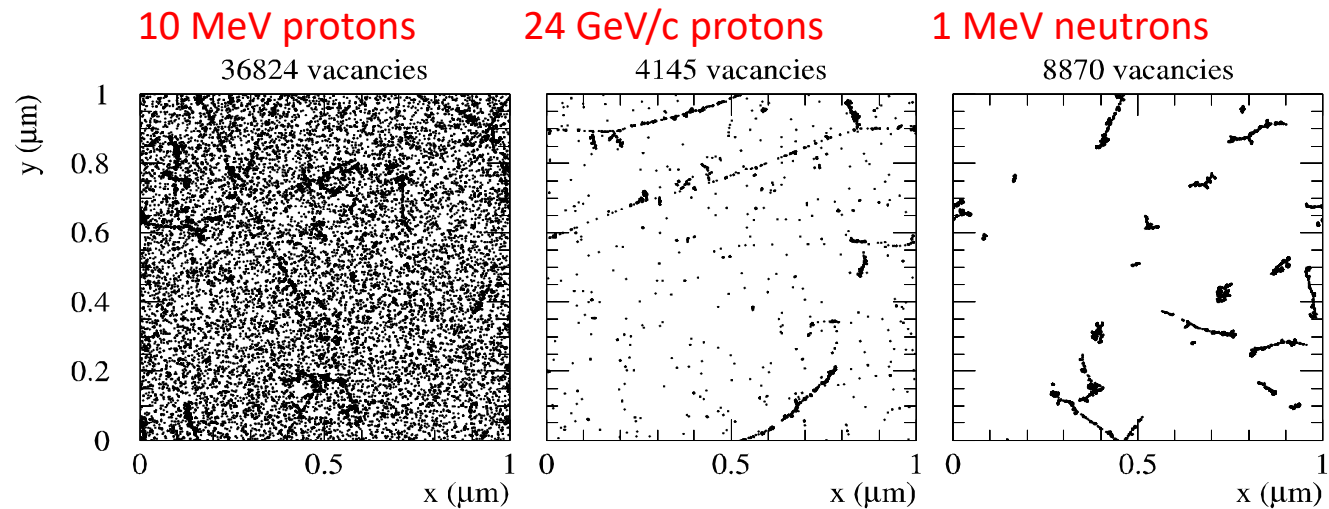 10 MeV protons 24 GeV/c protons 1 MeV neutrons
36824 vacancies 4145 vacancies 8870 vacancies
y (μm)
1
0.8
0.6
0.4
0.2
0
0 0.5 1 0 0.5 1 0 0.5 1
x (μm) x (μm) x (μm)